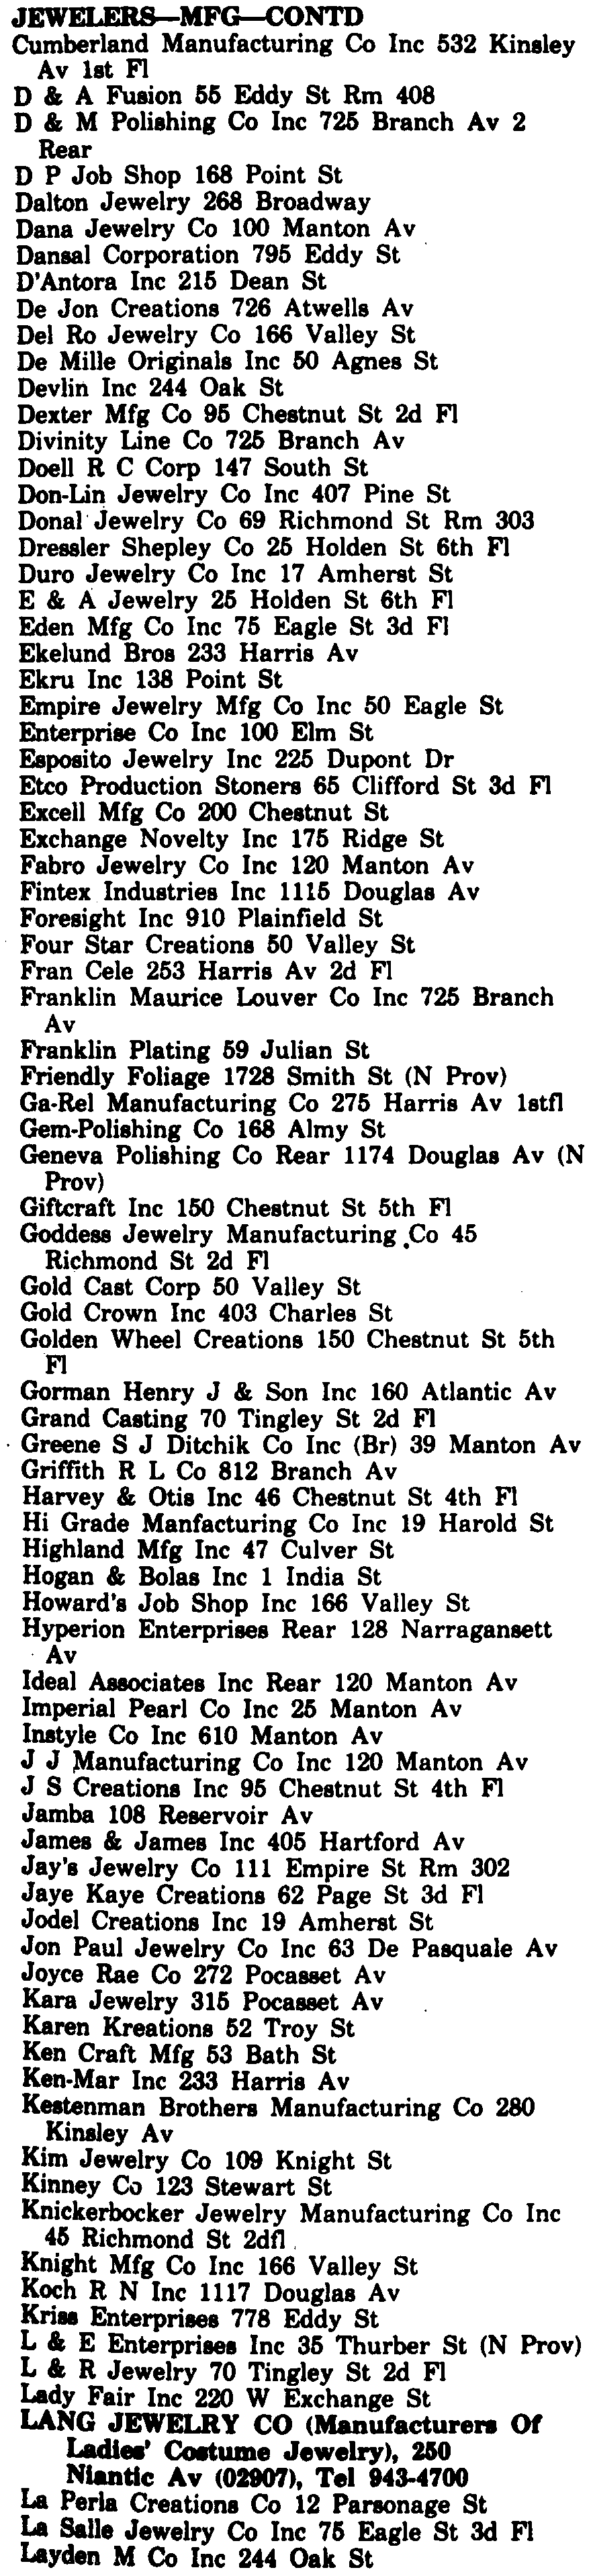 JEWELERS—MFG—CONTD
Cumberland Manufacturing Co Inc 532 Kinsley
Av 1st Fl
D & A Fusion 55 Eddy St Rm 408
D & M Polishing Co Inc 725 Branch Av 2
Rear
D P Job Shop 168 Point St
Dalton Jewelry 268 Broadway
Dana Jewelry Co 100 Manton Av
Dansal Corporation 795 Eddy St
D'Antora Inc 215 Dean St
De Jon Creations 726 Atwells Av
Del Ro Jewelry Co 166 Valley St
De Mille Originals Inc 50 Agnes St
Devlin Inc 244 Oak St
Dexter Mfg Co 95 Chestnut St 2d Fl
Divinity Line Co 725 Branch Av
Doell R C Corp 147 South St
Don-Lin Jewelry Co Inc 407 Pine St
Donal Jewelry Co 69 Richmond St Rm 303
Dressler Shepley Co 25 Holden St 6th Fl
Duro Jewelry Co Inc 17 Amherst St
E & A Jewelry 25 Holden St 6th Fl
Eden Mfg Co Inc 75 Eagle St 3d Fl
Ekelund Bros 233 Harris Av
Ekru Inc 138 Point St
Empire Jewelry Mfg Co Inc 50 Eagle St
Enterprise Co Inc 100 Elm St
Esposito Jewelry Inc 225 Dupont Dr
Etco Production Stoners 65 Clifford St 3d Fl
Excell Mfg Co 200 Chestnut St
Exchange Novelty Inc 175 Ridge St
Fabro Jewelry Co Inc 120 Manton Av
Fintex Industries Inc 1115 Douglas Av
Foresight Inc 910 Plainfield St
Four Star Creations 50 Valley St
Fran Cele 253 Harris Av 2d Fl
Franklin Maurice Louver Co Inc 725 Branch
Av
Franklin Plating 59 Julian St
Friendly Foliage 1728 Smith St (N Prov)
Ga-Rel Manufacturing Co 275 Harris Av 1stfl
Gem-Polishing Co 168 Almy St
Geneva Polishing Co Rear 1174 Douglas Av (N
Prov)
Giftcraft Inc 150 Chestnut St 5th Fl
Goddess Jewelry Manufacturing Co 45
Richmond St 2d Fl
Gold Cast Corp 50 Valley St
Gold Crown Inc 403 Charles St
Golden Wheel Creations 150 Chestnut St 5th
Fl
Gorman Henry J & Son Inc 160 Atlantic Av
Grand Casting 70 Tingley St 2d Fl
Greene S J Ditchik Co Inc (Br) 39 Manton Av
Griffith R L Co 812 Branch Av
Harvey & Otis Inc 46 Chestnut St 4th Fl
Hi Grade Manfacturing Co Inc 19 Harold St
Highland Mfg Inc 47 Culver St
Hogan & Bolas Inc 1 India St
Howard's Job Shop Inc 166 Valley St
Hyperion Enterprises Rear 128 Narragansett
Av
Ideal Associates Inc Rear 120 Manton Av
Imperial Pearl Co Inc 25 Manton Av
Instyle Co Inc 610 Manton Av
J J Manufacturing Co Inc 120 Manton Av
J S Creations Inc 95 Chestnut St 4th Fl
Jamba 108 Reservoir Av
James & James Inc 405 Hartford Av
Jay's Jewelry Co 111 Empire St Rm 302
Jaye Kaye Creations 62 Page St 3d Fl
Jodel Creations Inc 19 Amherst St
Jon Paul Jewelry Co Inc 63 De Pasquale Av
Joyce Rae Co 272 Pocasset Av
Kara Jewelry 315 Pocasset Av
Karen Kreations 52 Troy St
Ken Craft Mfg 53 Bath St
Ken-Mar Inc 233 Harris Av
Kestenman Brothers Manufacturing Co 280
Kinsley Av
Kim Jewelry Co 109 Knight St
Kinney Co 123 Stewart St
Knickerbocker Jewelry Manufacturing Co Inc
45 Richmond St 2dfl
Knight Mfg Co Inc 166 Valley St
Koch R N Inc 1117 Douglas Av
Kriss Enterprises 778 Eddy St
L & E Enterprises Inc 35 Thurber St (N Prov)
L & R Jewelry 70 Tingley St 2d Fl
Lady Fair Inc 220 W Exchange St
LANG JEWELRY CO (Manufacturers Of
Ladies' Costume Jewelry), 250
Niantic Av (02907), Tel 943-4700
La Perla Creations Co 12 Parsonage St
La Salle Jewelry Co Inc 75 Eagle St 3d Fl
Layden M Co Inc 244 Oak St